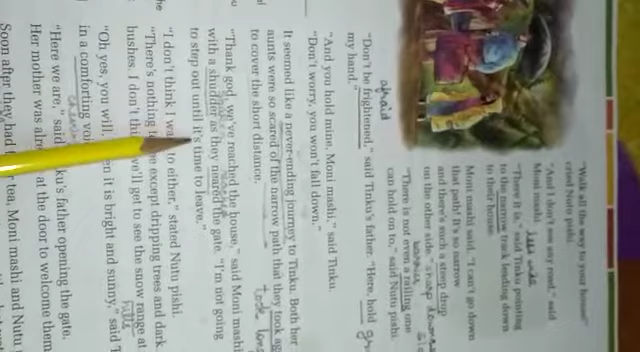 "Walk all the way to your house!"
cried Nutu pishi.
"And I don't see any road," said
Moni mashi. less wide
"There it is," said Tinku pointing
to the narrow track leading down
to their house.
Moni mashi said, "I can't go down
that path! It's so narrow
and there's such a steep drop
on the other side."
"There is not even a railing one
can hold on to," said Nutu pishi.
afraid
"Don't be frightened," said Tinku's father. "Here, hold
my hand."
"And you hold mine, Moni mashi," said Tinku.
"Don't worry, you won't fall down."
It seemed like a never-ending journey to Tinku. Both her
aunts were so scared of the narrow path that they took
to cover the short distance. took long
"Thank god, we've reached the house," said Moni mashi
with a shudder as they neared the gate. "I'm not going
to step out until it's time to leave."
"I don't think I to either," stated Nutu pishi.
"There's nothing except dripping trees and dark
bushes. I don't we'll get to see the snow range at
hills
"Oh yes, you will, it is bright and sunny," said
in a comforting
"Here we are," said father opening the gate.
Her mother was at the door to welcome them
Soon after they had tea, Moni mashi and Nutu